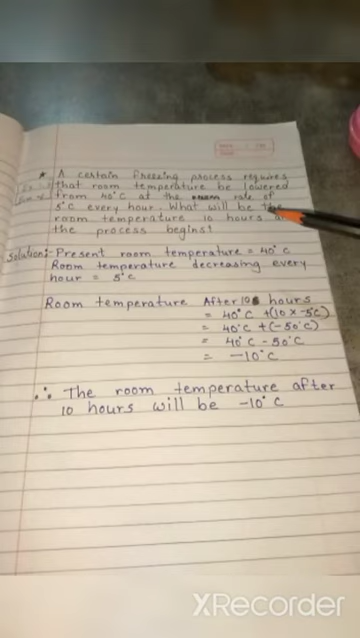 * A certain freezing process requires
that room temperature be lowered
from 40°C at the rate of
5°C every hour. What will be the
room temperature 10 hours
the process begins?
Solution:- Present room temperature = 40°C
Room temperature decreasing every
hour = 5°C
Room temperature After 10 hours
= 40°C + (10 x -5°C)
= 40°C + (-50°C)
= 40°C - 50°C
= -10°C
∴ The room temperature after
10 hours will be -10°C
XRecorder